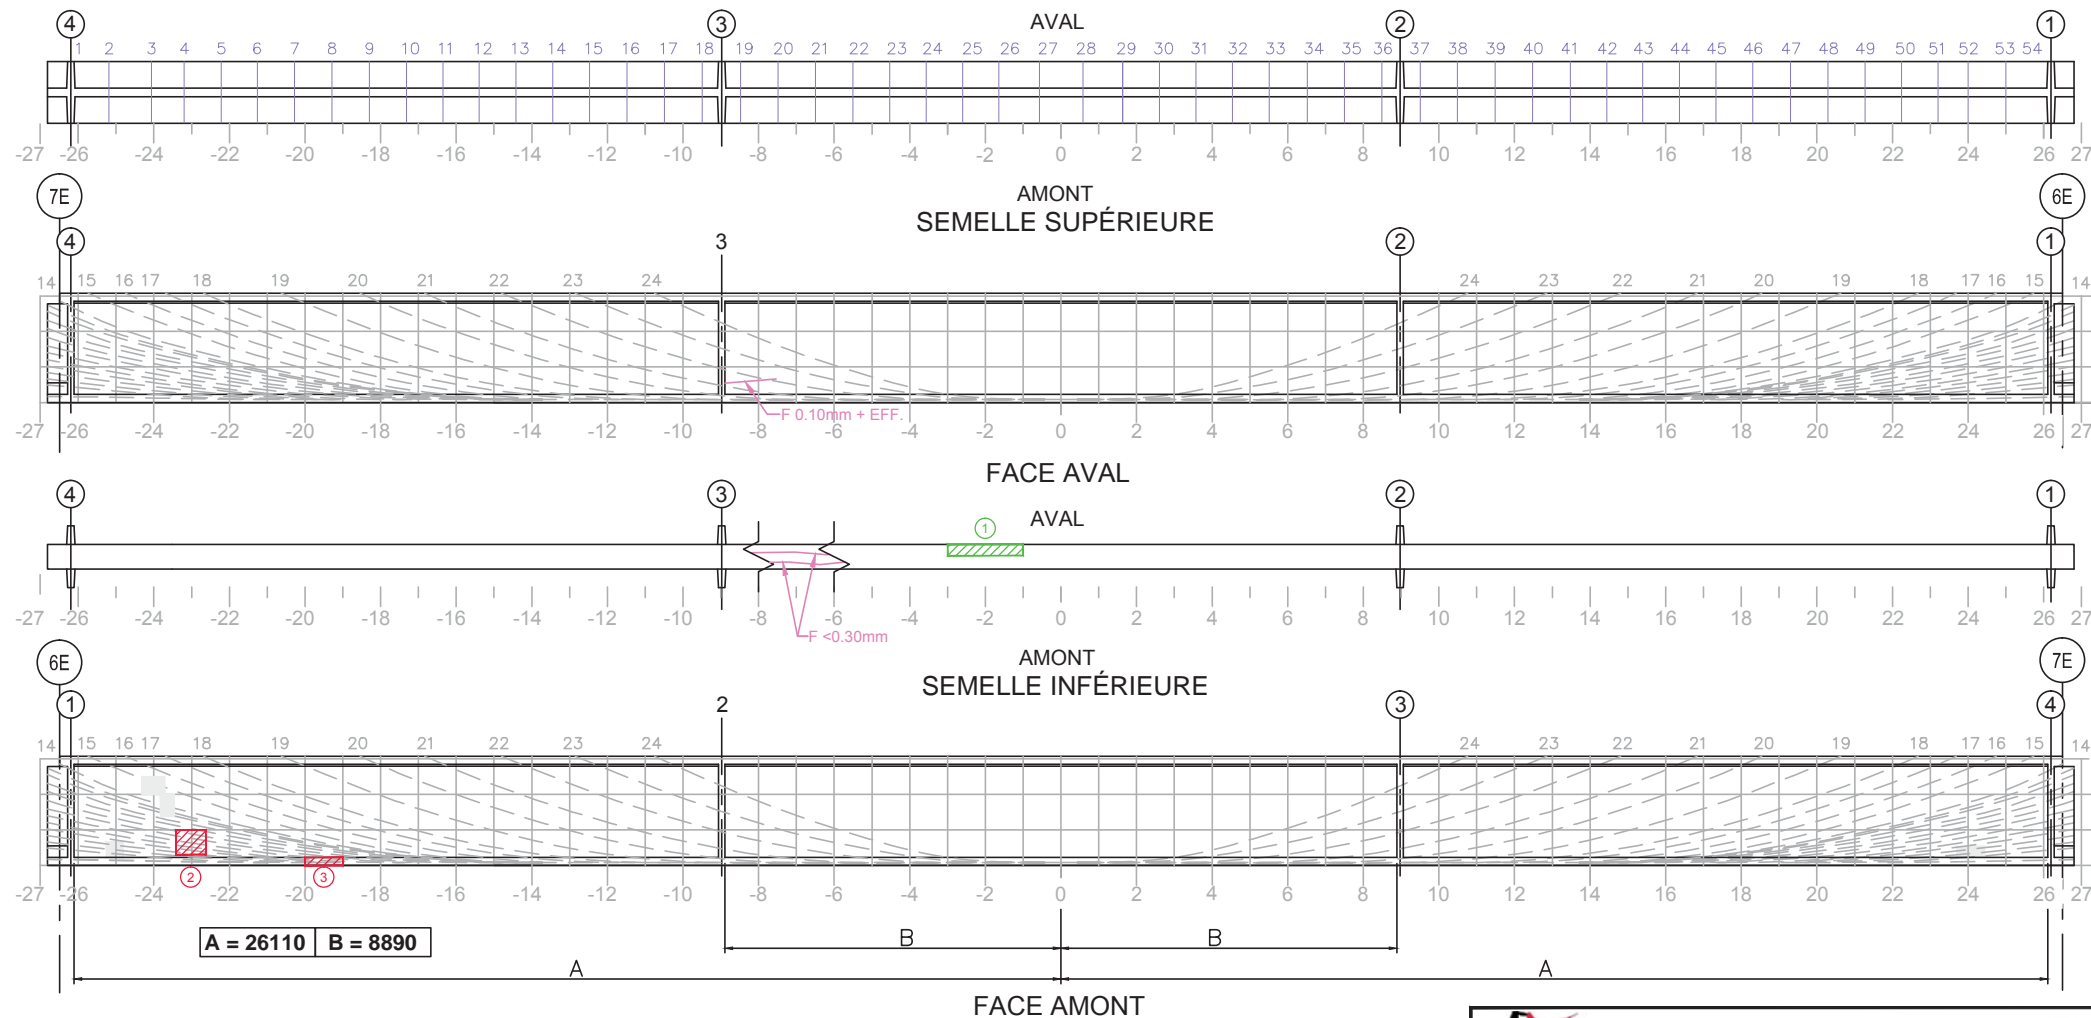 4 3 AVAL 2 1
1 2 3 4 5 6 7 8 9 10 11 12 13 14 15 16 17 18 19 20 21 22 23 24 25 26 27 28 29 30 31 32 33 34 35 36 37 38 39 40 41 42 43 44 45 46 47 48 49 50 51 52 53 54
-27 -26 -24 -22 -20 -18 -16 -14 -12 -10 -8 -6 -4 -2 0 2 4 6 8 10 12 14 16 18 20 22 24 26 27
7E AMONT 6E
SEMELLE SUPÉRIEURE
4 3 2 1
14 15 16 17 18 19 20 21 22 23 24 24 23 22 21 20 19 18 17 16 15 14
F 0.10mm + EFF.
-27 -26 -24 -22 -20 -18 -16 -14 -12 -10 -8 -6 -4 -2 0 2 4 6 8 10 12 14 16 18 20 22 24 26 27
FACE AVAL
4 3 2 1
AVAL
1
-27 -26 -24 -22 -20 -18 -16 -14 -12 -10 -8 -6 -4 -2 0 2 4 6 8 10 12 14 16 18 20 22 24 26 27
F <0.30mm
6E AMONT 7E
SEMELLE INFÉRIEURE
1 2 3 4
14 15 16 17 18 19 20 21 22 23 24 24 23 22 21 20 19 18 17 16 15 14
2 3
-27 -26 -24 -22 -20 -18 -16 -14 -12 -10 -8 -6 -4 -2 0 2 4 6 8 10 12 14 16 18 20 22 24 26 27
A = 26110 B = 8890
B B
A A
FACE AMONT